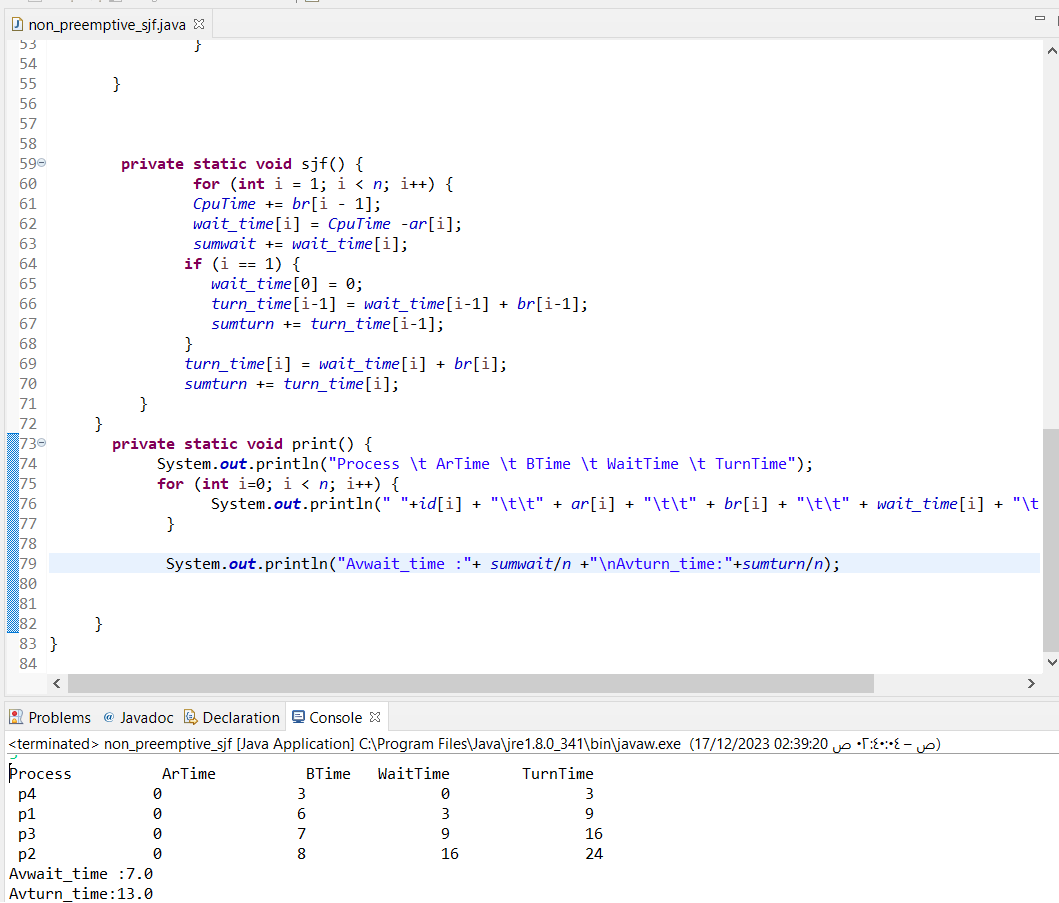 non_preemptive_sjf.java
53 }
54
55 }
56
57
58
59 private static void sjf() {
60 for (int i = 1; i < n; i++) {
61 CpuTime += br[i - 1];
62 wait_time[i] = CpuTime -ar[i];
63 sumwait += wait_time[i];
64 if (i == 1) {
65 wait_time[0] = 0;
66 turn_time[i-1] = wait_time[i-1] + br[i-1];
67 sumturn += turn_time[i-1];
68 }
69 turn_time[i] = wait_time[i] + br[i];
70 sumturn += turn_time[i];
71 }
72 }
73 private static void print() {
74 System.out.println("Process \t ArTime \t BTime \t WaitTime \t TurnTime");
75 for (int i=0; i < n; i++) {
76 System.out.println(" "+id[i] + "\t\t" + ar[i] + "\t\t" + br[i] + "\t\t" + wait_time[i] + "\t
77 }
78
79 System.out.println("Avwait_time :"+ sumwait/n +"\nAvturn_time:"+sumturn/n);
80
81
82 }
83 }
84
Problems @ Javadoc Declaration Console
<terminated> non_preemptive_sjf [Java Application] C:\Program Files\Java\jre1.8.0_341\bin\javaw.exe (17/12/2023 02:39:20 ص – ٠٢:٤٠:٠٤ ص)
Process ArTime BTime WaitTime TurnTime
p4 0 3 0 3
p1 0 6 3 9
p3 0 7 9 16
p2 0 8 16 24
Avwait_time :7.0
Avturn_time:13.0